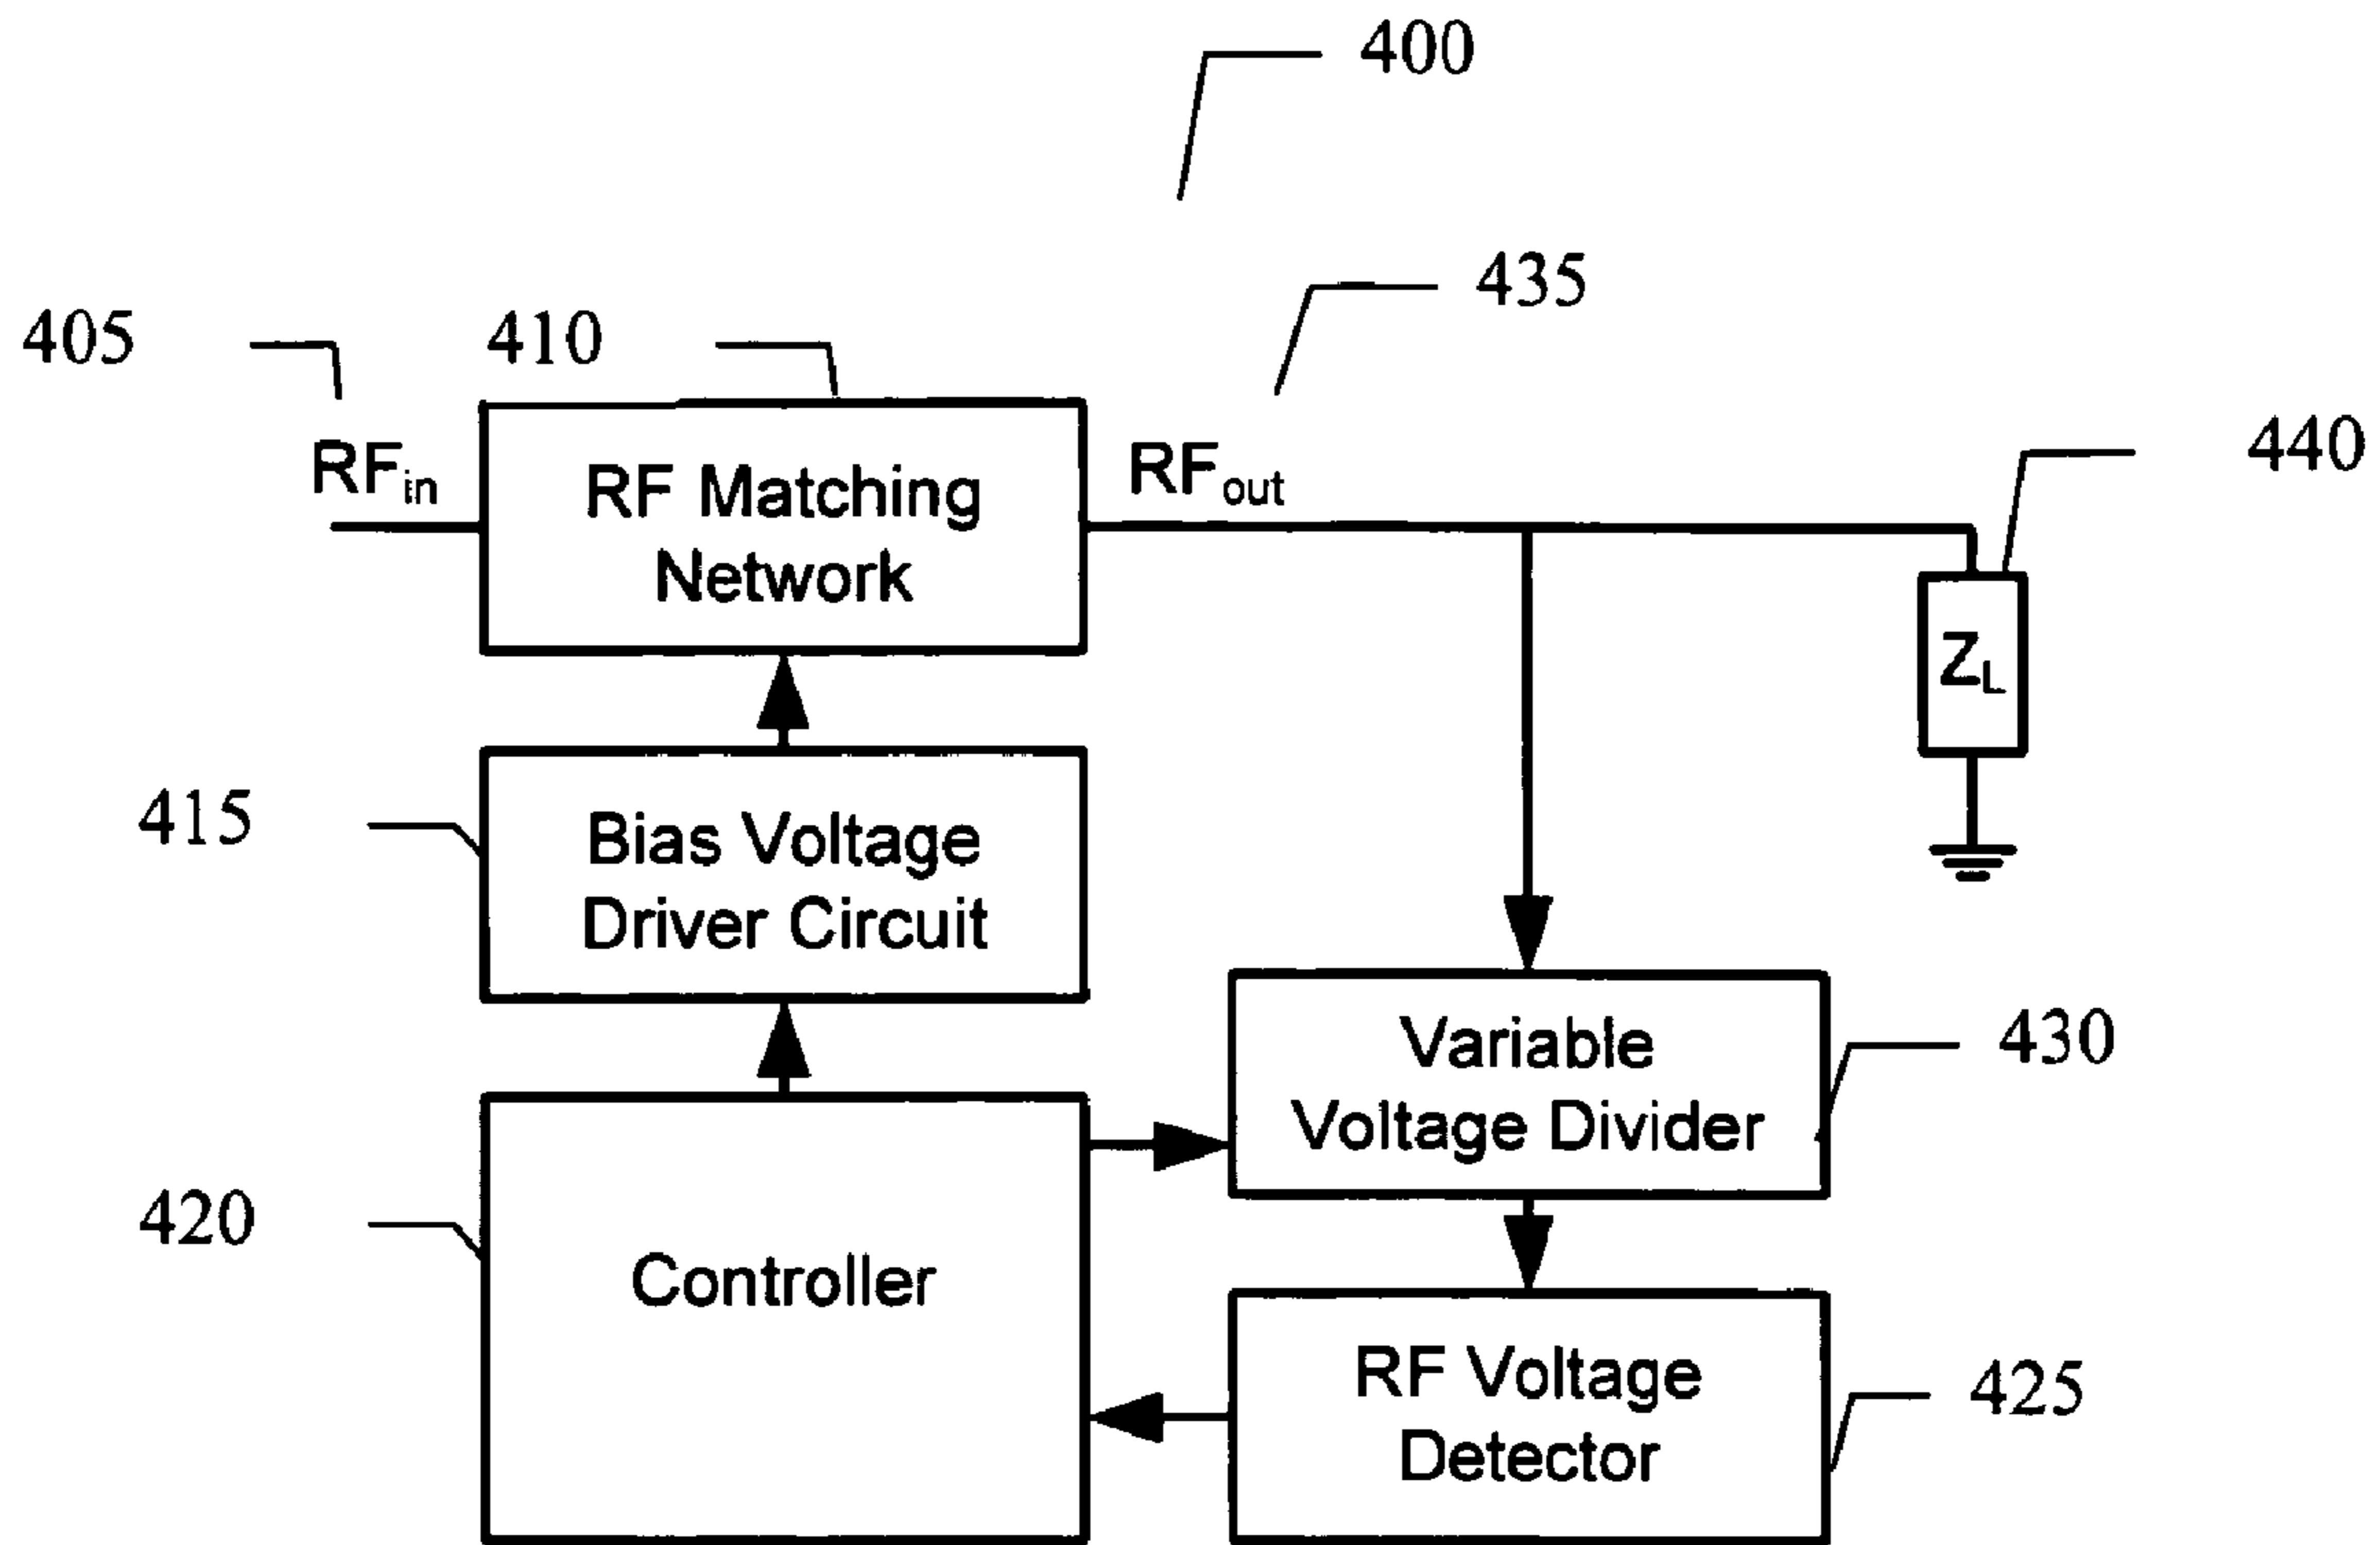 400
435
405
410
440
RFin
RF Matching
Network
RFout
ZL
415
Bias Voltage
Driver Circuit
Variable
Voltage Divider
430
420
Controller
RF Voltage
Detector
425